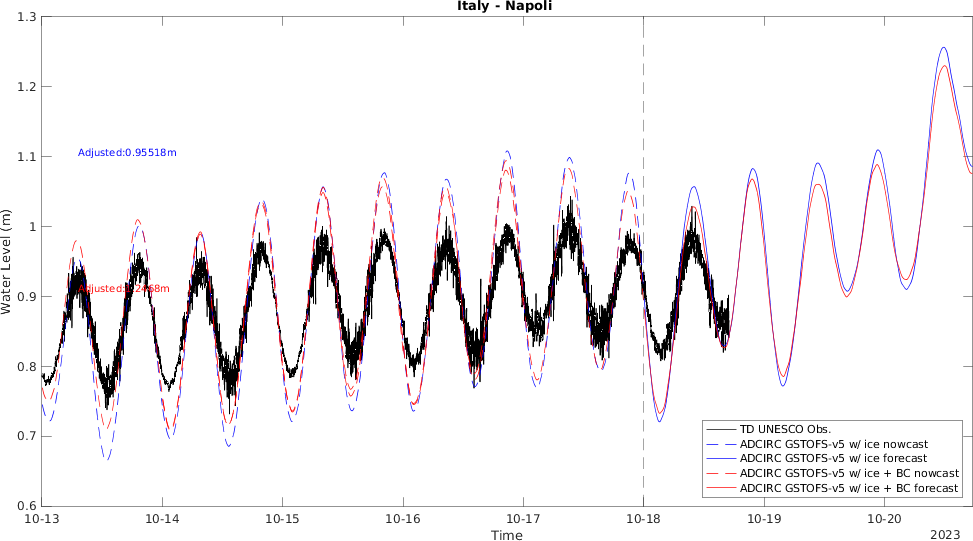 Italy - Napoli
1.3
1.2
1.1
1
0.9
0.8
0.7
0.6
Water Level (m)
Adjusted:0.95518m
10-13
10-14
10-15
10-16
10-17
10-18
10-19
10-20
Time
2023
TD UNESCO Obs.
ADCIRC GSTOFS-v5 w/ ice nowcast
ADCIRC GSTOFS-v5 w/ ice forecast
ADCIRC GSTOFS-v5 w/ ice + BC nowcast
ADCIRC GSTOFS-v5 w/ ice + BC forecast